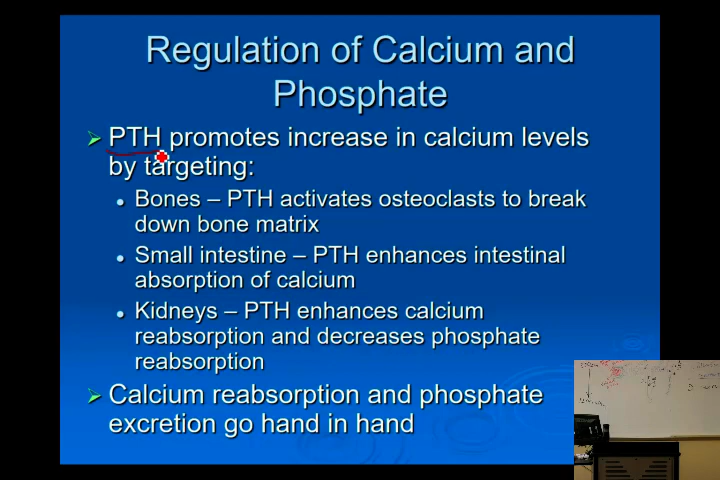 Regulation of Calcium and
Phosphate
PTH promotes increase in calcium levels
by targeting:
Bones – PTH activates osteoclasts to break
down bone matrix
Small intestine – PTH enhances intestinal
absorption of calcium
Kidneys – PTH enhances calcium
reabsorption and decreases phosphate
reabsorption
Calcium reabsorption and phosphate
excretion go hand in hand